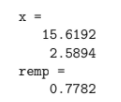 x =
15.6192
2.5894
remp =
0.7782